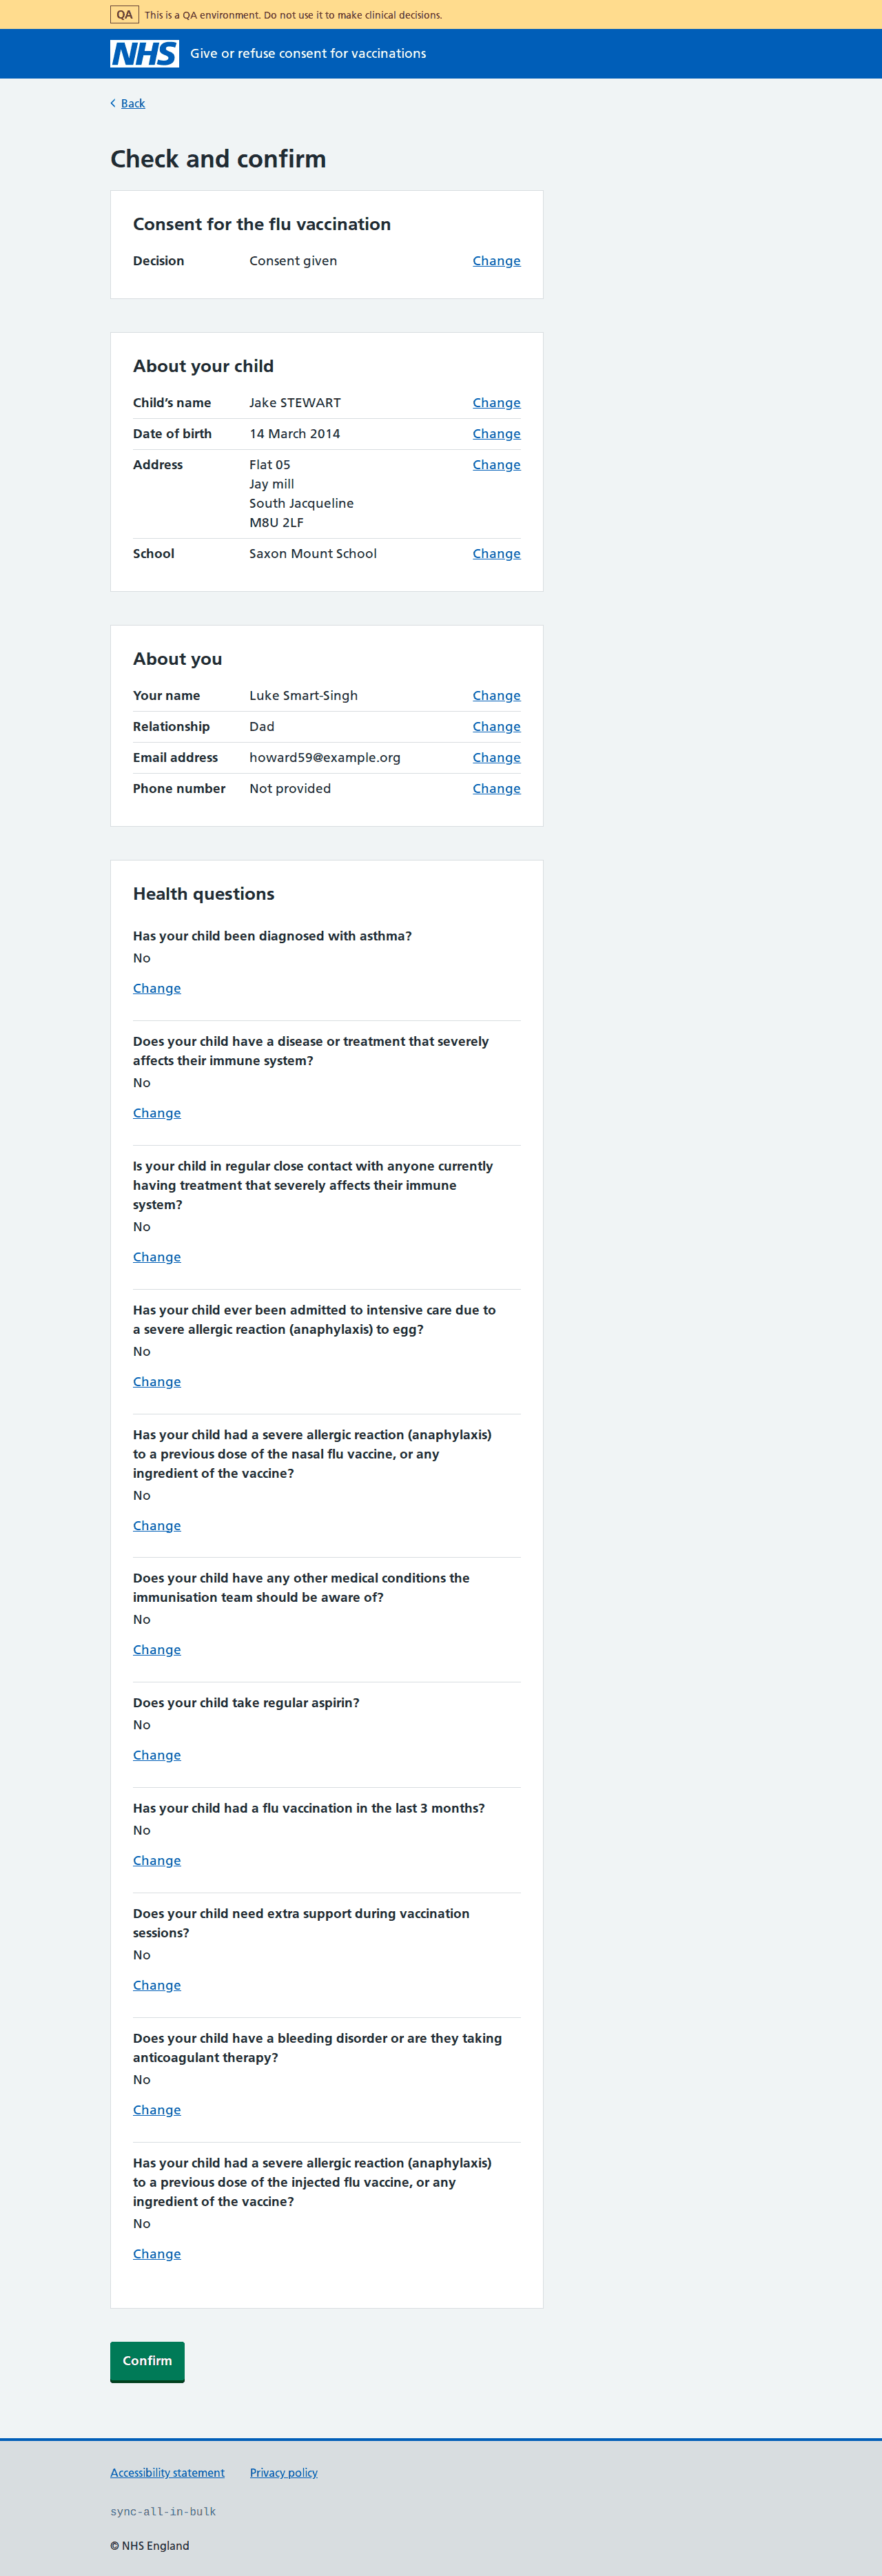 QA This is a QA environment. Do not use it to make clinical decisions.
NHS Give or refuse consent for vaccinations
Back
Check and confirm
Consent for the flu vaccination
Decision Consent given Change
About your child
Child’s name Jake STEWART Change
Date of birth 14 March 2014 Change
Address Flat 05 Change
Jay mill
South Jacqueline
M8U 2LF
School Saxon Mount School Change
About you
Your name Luke Smart-Singh Change
Relationship Dad Change
Email address howard59@example.org Change
Phone number Not provided Change
Health questions
Has your child been diagnosed with asthma?
No
Change
Does your child have a disease or treatment that severely
affects their immune system?
No
Change
Is your child in regular close contact with anyone currently
having treatment that severely affects their immune
system?
No
Change
Has your child ever been admitted to intensive care due to
a severe allergic reaction (anaphylaxis) to egg?
No
Change
Has your child had a severe allergic reaction (anaphylaxis)
to a previous dose of the nasal flu vaccine, or any
ingredient of the vaccine?
No
Change
Does your child have any other medical conditions the
immunisation team should be aware of?
No
Change
Does your child take regular aspirin?
No
Change
Has your child had a flu vaccination in the last 3 months?
No
Change
Does your child need extra support during vaccination
sessions?
No
Change
Does your child have a bleeding disorder or are they taking
anticoagulant therapy?
No
Change
Has your child had a severe allergic reaction (anaphylaxis)
to a previous dose of the injected flu vaccine, or any
ingredient of the vaccine?
No
Change
Confirm
Accessibility statement Privacy policy
sync-all-in-bulk
© NHS England